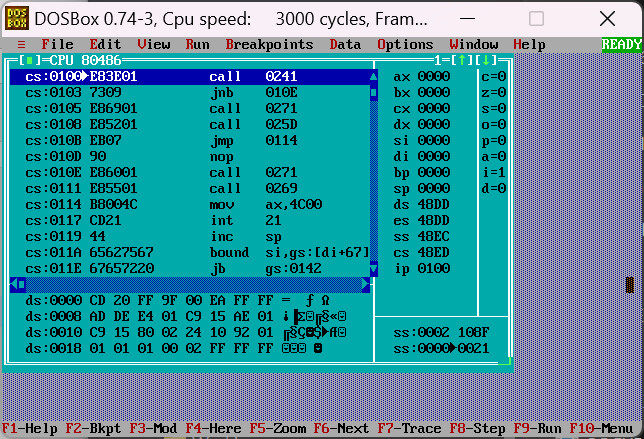 DOSBox 0.74-3, Cpu speed: 3000 cycles, Fram...
≡ File Edit View Run Breakpoints Data Options Window Help READY
[■]=CPU 80486 1=[↑][↓]
cs:0100►E83E01 call 0241
cs:0103 7309 jnb 010E
cs:0105 E86901 call 0271
cs:0108 E85201 call 025D
cs:010B EB07 jmp 0114
cs:010D 90 nop
cs:010E E86001 call 0271
cs:0111 E85501 call 0269
cs:0114 B8004C mov ax,4C00
cs:0117 CD21 int 21
cs:0119 44 inc sp
cs:011A 65627567 bound si,gs:[di+67]
cs:011E 67657220 jb gs:0142
ax 0000 c=0
bx 0000 z=0
cx 0000 s=0
dx 0000 o=0
si 0000 p=0
di 0000 a=0
bp 0000 i=1
sp 0000 d=0
ds 48DD
es 48DD
ss 48EC
cs 48ED
ip 0100
ds:0000 CD 20 FF 9F 00 EA FF FF = ƒ Ω
ds:0008 AD DE E4 01 C9 15 AE 01
ds:0010 C9 15 80 02 24 10 92 01
ds:0018 01 01 01 00 02 FF FF FF
ss:0002 108F
ss:0000►0021
F1-Help F2-Bkpt F3-Mod F4-Here F5-Zoom F6-Next F7-Trace F8-Step F9-Run F10-Menu